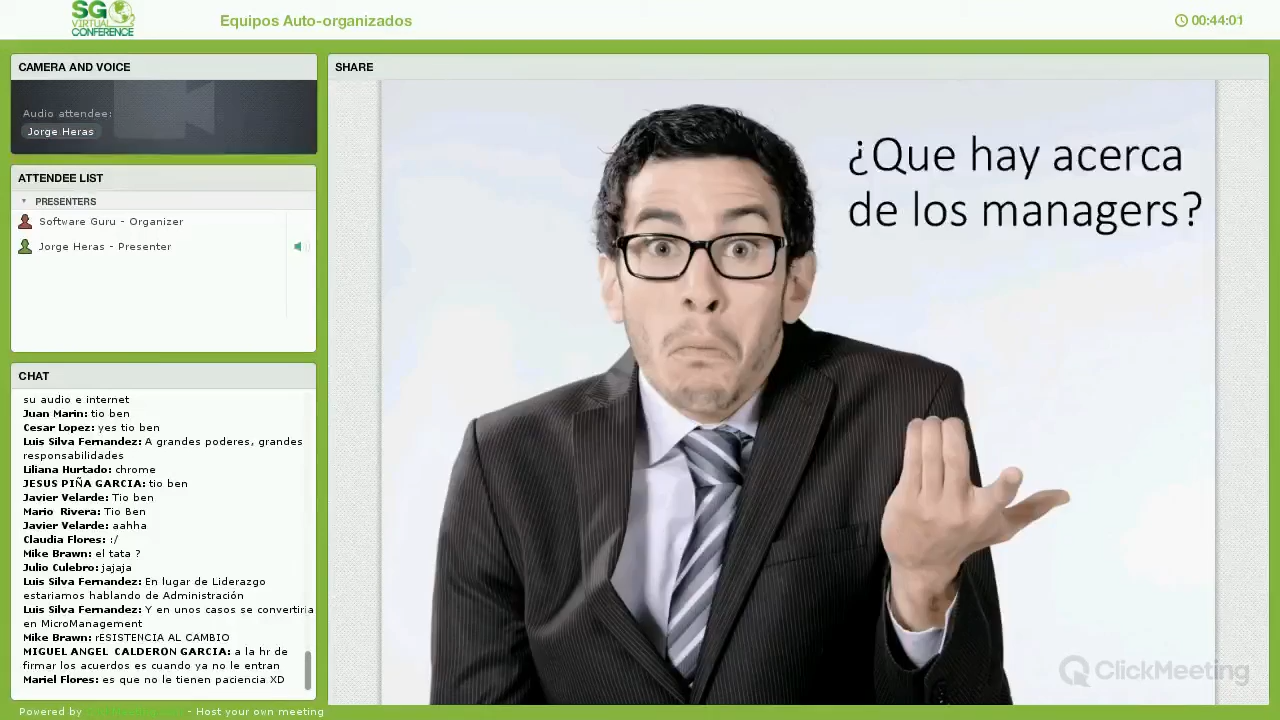 SG
VIRTUAL
CONFERENCE
Equipos Auto-organizados
00:44:01
CAMERA AND VOICE
Audio attendee:
Jorge Heras
ATTENDEE LIST
PRESENTERS
Software Guru - Organizer
Jorge Heras - Presenter
CHAT
su audio e internet
Juan Marin: tio ben
Cesar Lopez: yes tio ben
Luis Silva Fernandez: A grandes poderes, grandes
responsabilidades
Liliana Hurtado: chrome
JESUS PIÑA GARCIA: tio ben
Javier Velarde: Tio ben
Mario Rivera: Tio Ben
Javier Velarde: aahha
Claudia Flores: :/
Mike Brawn: el tata ?
Julio Culebro: jajaja
Luis Silva Fernandez: En lugar de Liderazgo
estariamos hablando de Administración
Luis Silva Fernandez: Y en unos casos se convertiria
en MicroManagement
Mike Brawn: rESISTENCIA AL CAMBIO
MIGUEL ANGEL CALDERON GARCIA: a la hr de
firmar los acuerdos es cuando ya no le entran
Mariel Flores: es que no le tienen paciencia XD
Powered by - Host your own meeting
SHARE
¿Que hay acerca
de los managers?
ClickMeeting